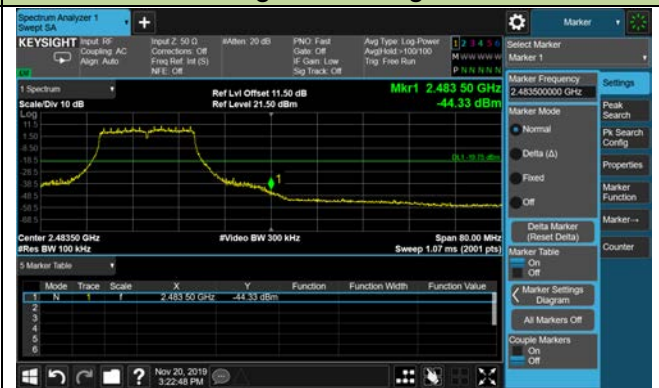 Spectrum Analyzer 1
Swept SA
+
Marker
KEYSIGHT
Input: RF
Coupling: AC
Align: Auto
Input Z: 50 Ω
Corrections: Off
Freq Ref: Int (S)
NFE: Off
#Atten: 20 dB
PNO: Fast
Gate: Off
IF Gain: Low
Sig Track: Off
Avg Type: Log-Power
Avg|Hold:>100/100
Trig: Free Run
1 2 3 4 5 6
M W W W W W
P N N N N N
Select Marker
Marker 1
1 Spectrum
Scale/Div 10 dB
Log
Ref Lvl Offset 11.50 dB
Ref Level 21.50 dBm
Mkr1 2.483 50 GHz
-44.33 dBm
11.5
1.50
-8.50
-18.5
-28.5
-38.5
-48.5
-58.5
-68.5
1
Center 2.48350 GHz
#Res BW 100 kHz
#Video BW 300 kHz
Span 80.00 MHz
Sweep 1.07 ms (2001 pts)
5 Marker Table
Mode Trace Scale X Y Function Function Width Function Value
1 N 1 f 2.483 50 GHz -44.33 dBm
2
3
4
5
6
Marker Frequency
2.483500000 GHz
Marker Mode
Normal
Delta (Δ)
Fixed
Off
Delta Marker
(Reset Delta)
Marker Table
On
Off
Marker Settings
Diagram
All Markers Off
Couple Markers
On
Off
Settings
Peak
Search
Pk Search
Config
Properties
Marker
Function
Marker→
Counter
?
Nov 20, 2019
3:22:48 PM